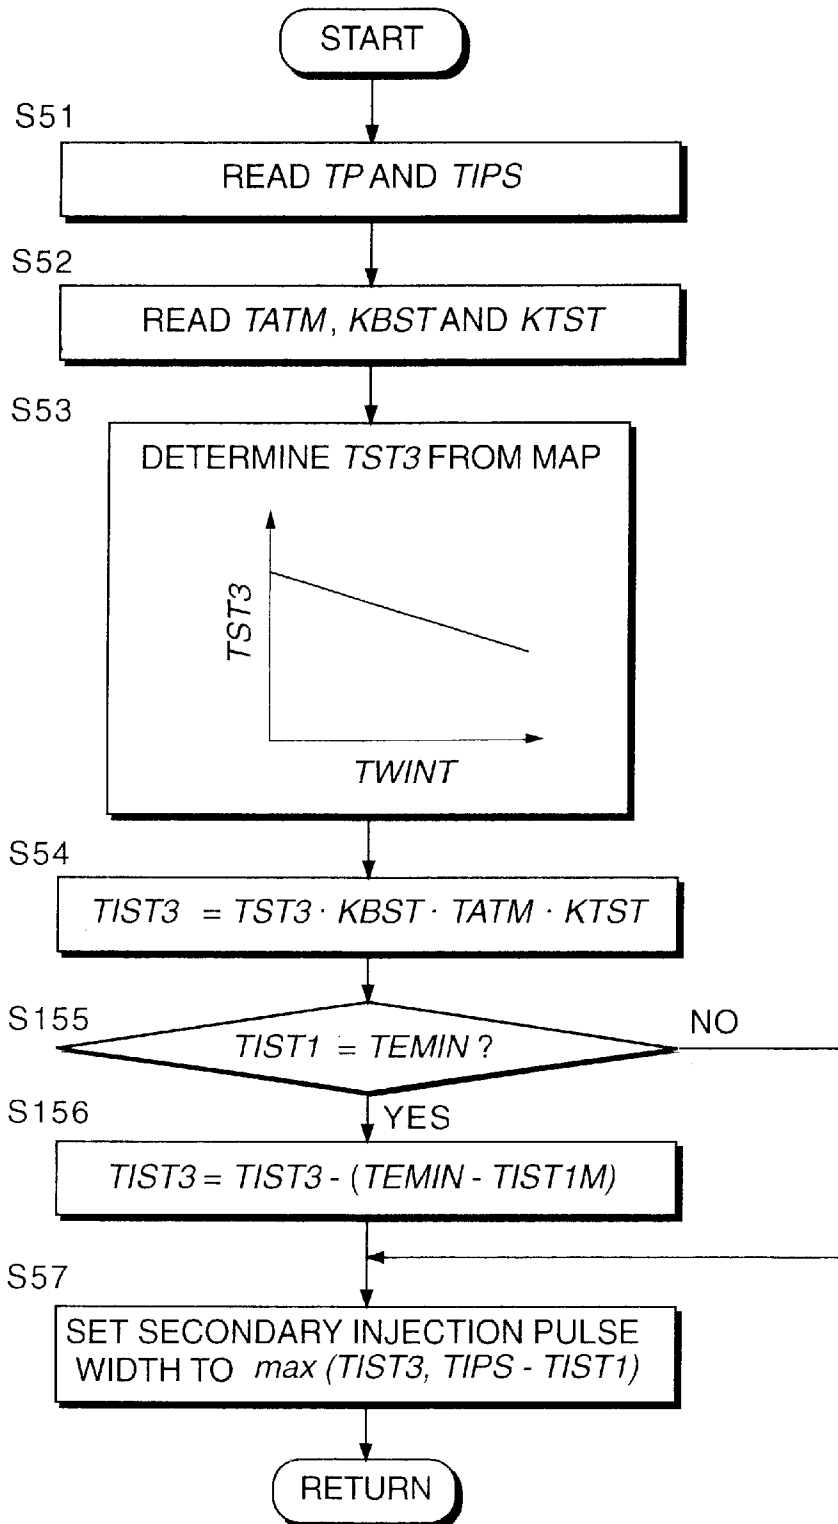 START
S51
READ TP AND TIPS
S52
READ TATM, KBST AND KTST
S53
DETERMINE TST3 FROM MAP
TST3
TWINT
S54
TIST3 = TST3 · KBST · TATM · KTST
S155
TIST1 = TEMIN ?
NO
YES
S156
TIST3 = TIST3 - (TEMIN - TIST1M)
S57
SET SECONDARY INJECTION PULSE
WIDTH TO max (TIST3, TIPS - TIST1)
RETURN